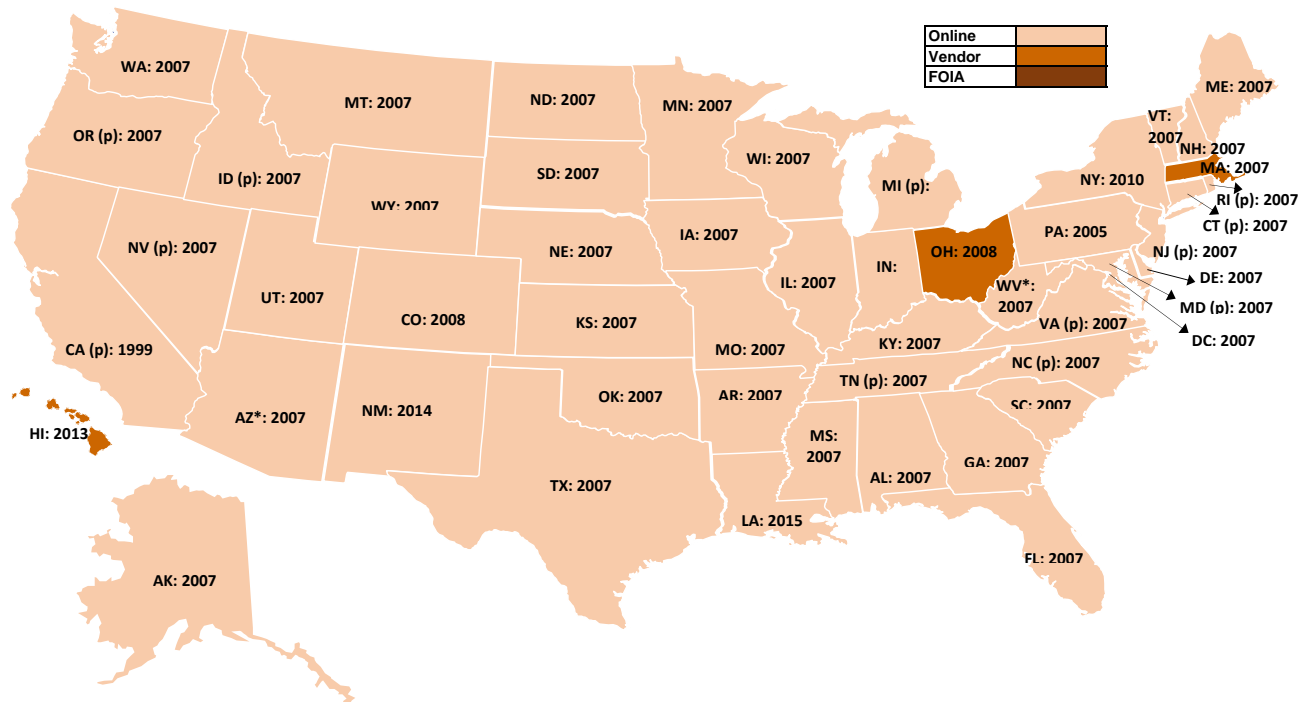 Online
Vendor
FOIA
WA: 2007
MT: 2007
ND: 2007
MN: 2007
ME: 2007
VT:
2007
NH: 2007
OR (p): 2007
ID (p): 2007
SD: 2007
WI: 2007
MI (p):
NY: 2010
MA: 2007
RI (p): 2007
CT (p): 2007
WY: 2007
NV (p): 2007
NE: 2007
IA: 2007
PA: 2005
NJ (p): 2007
IL: 2007
IN:
OH: 2008
WV*:
2007
DE: 2007
MD (p): 2007
DC: 2007
UT: 2007
CO: 2008
KS: 2007
MO: 2007
KY: 2007
VA (p): 2007
CA (p): 1999
TN (p): 2007
NC (p): 2007
AZ*: 2007
NM: 2014
OK: 2007
AR: 2007
SC: 2007
HI: 2013
MS:
2007
AL: 2007
GA: 2007
TX: 2007
LA: 2015
FL: 2007
AK: 2007